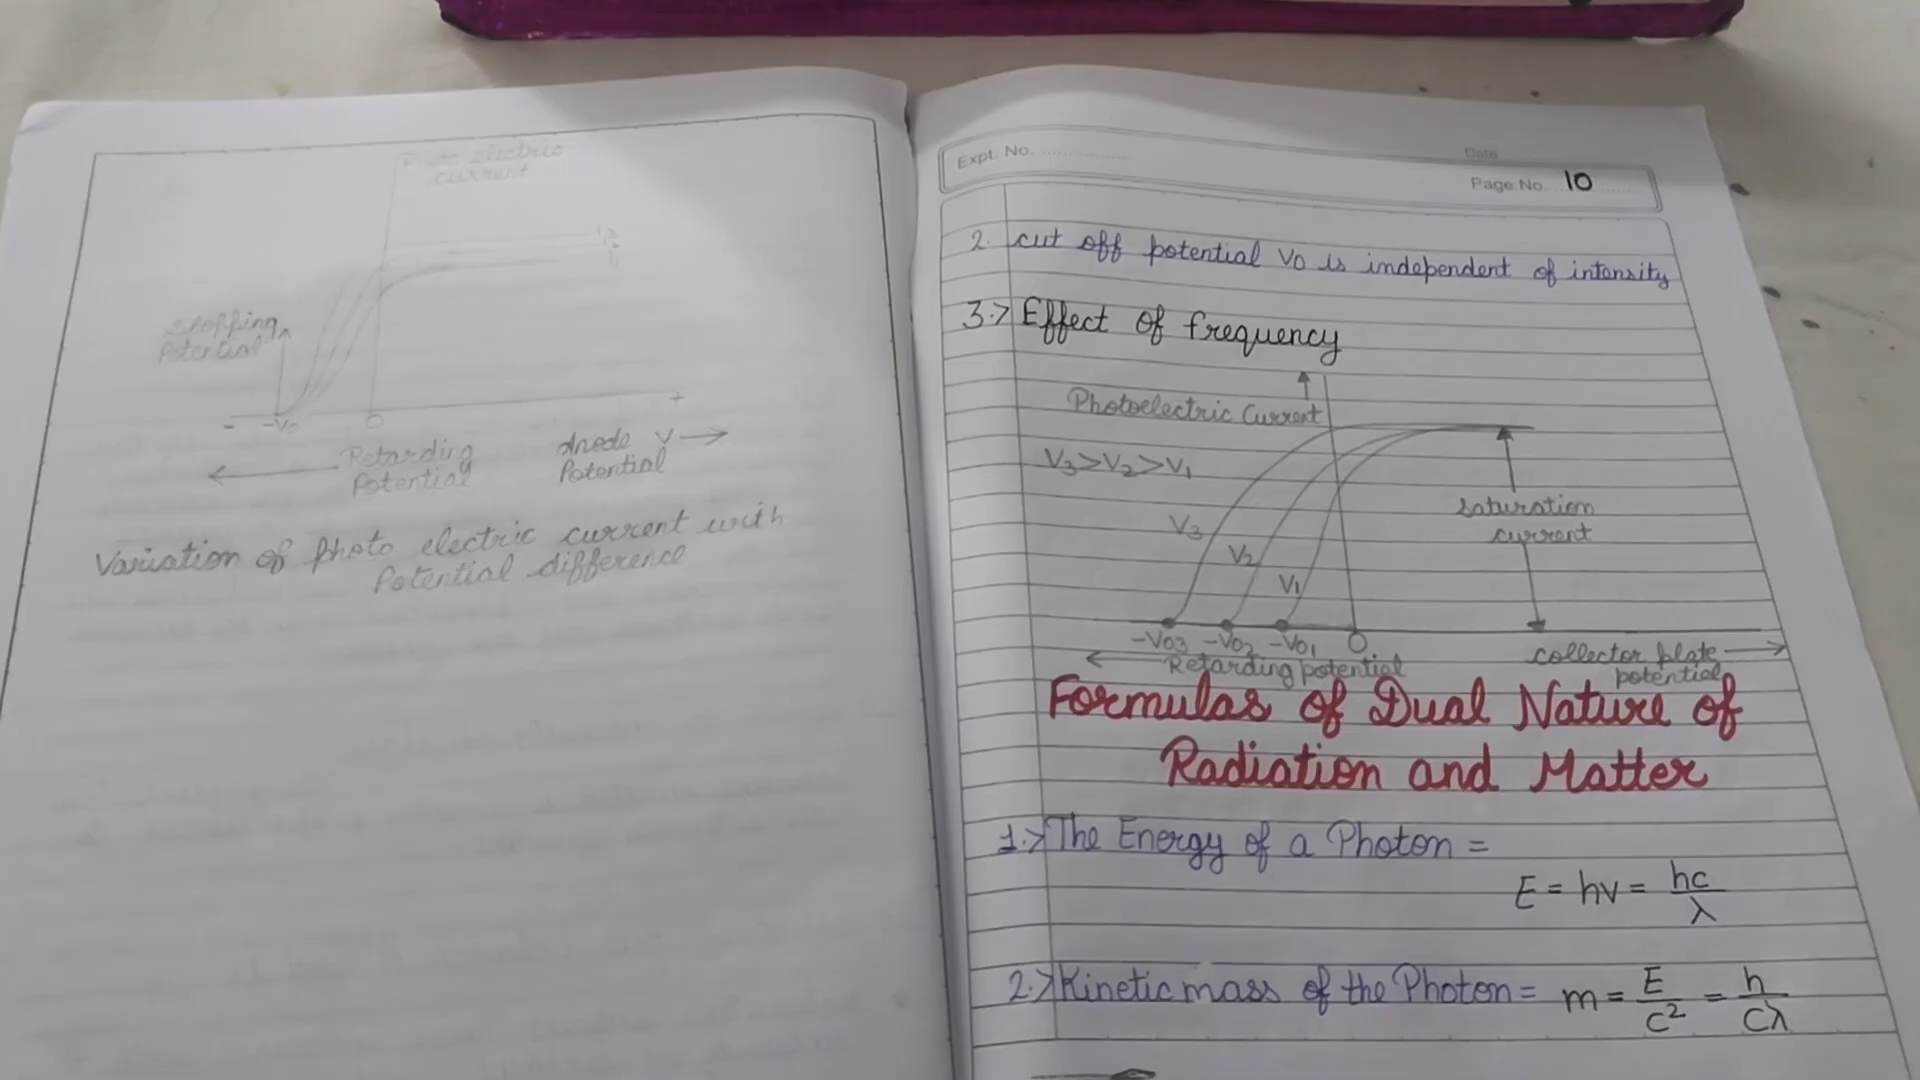 Photo electric
current
I3
I2
I1
stopping
Potential
- -V0 O +
Retarding
Potential
Anode V
Potential
Variation of Photo electric current with
Potential difference
Expt. No.
Date
Page No. 10
2. cut off potential V0 is independent of intensity
3.> Effect of frequency
Photoelectric Current
V3>V2>V1
V3
V2
V1
saturation
current
-V03 -V02 -V01 O
Retarding potential
collector plate
potential
Formulas of Dual Nature of
Radiation and Matter
1.> The Energy of a Photon =
E = hν = hc/λ
2.> Kinetic mass of the Photon = m = E/c² = h/cλ